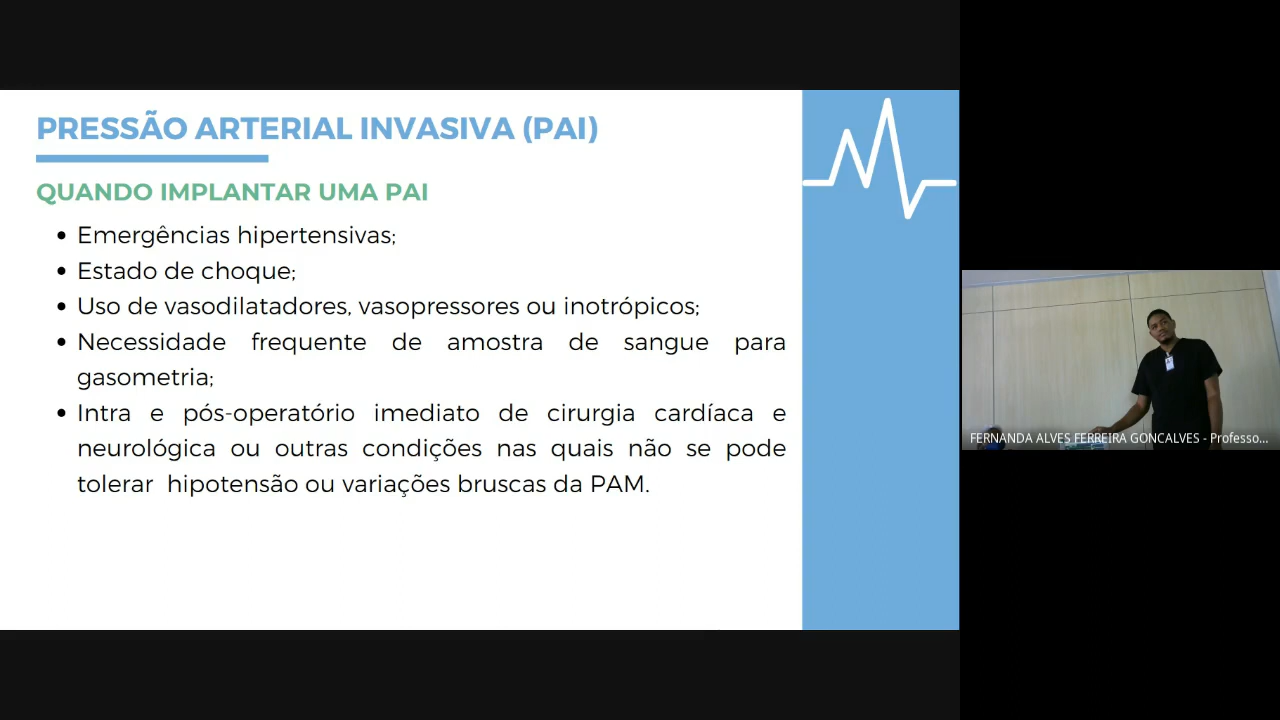 PRESSÃO ARTERIAL INVASIVA (PAI)
QUANDO IMPLANTAR UMA PAI
• Emergências hipertensivas;
• Estado de choque;
• Uso de vasodilatadores, vasopressores ou inotrópicos;
• Necessidade frequente de amostra de sangue para
gasometria;
• Intra e pós-operatório imediato de cirurgia cardíaca e
neurológica ou outras condições nas quais não se pode
tolerar hipotensão ou variações bruscas da PAM.
FERNANDA ALVES FERREIRA GONCALVES - Professo...